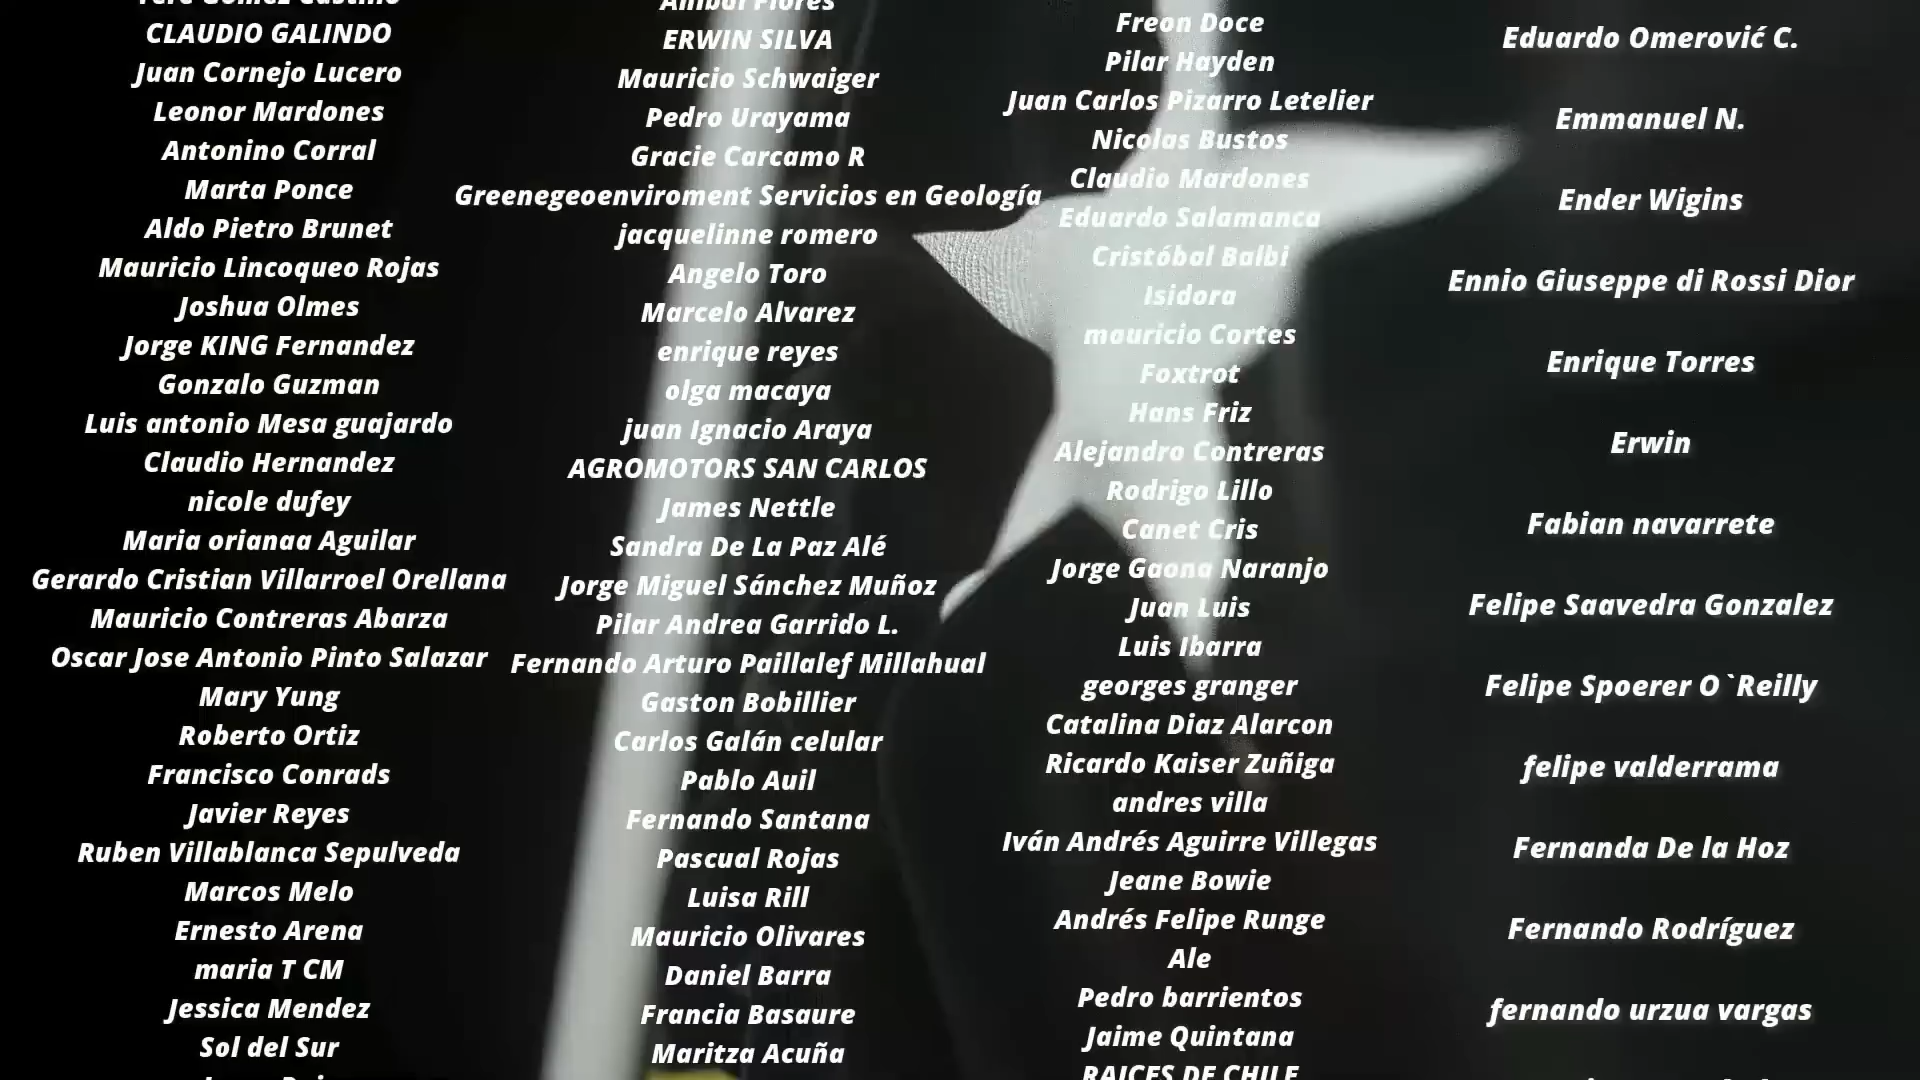 CLAUDIO GALINDO
Juan Cornejo Lucero
Leonor Mardones
Antonino Corral
Marta Ponce
Aldo Pietro Brunet
Mauricio Lincoqueo Rojas
Joshua Olmes
Jorge KING Fernandez
Gonzalo Guzman
Luis antonio Mesa guajardo
Claudio Hernandez
nicole dufey
Maria orianaa Aguilar
Gerardo Cristian Villarroel Orellana
Mauricio Contreras Abarza
Oscar Jose Antonio Pinto Salazar
Mary Yung
Roberto Ortiz
Francisco Conrads
Javier Reyes
Ruben Villablanca Sepulveda
Marcos Melo
Ernesto Arena
maria T CM
Jessica Mendez
Sol del Sur
Anibal Flores
ERWIN SILVA
Mauricio Schwaiger
Pedro Urayama
Gracie Carcamo R
Greenegeoenviroment Servicios en Geología
jacquelinne romero
Angelo Toro
Marcelo Alvarez
enrique reyes
olga macaya
juan Ignacio Araya
AGROMOTORS SAN CARLOS
James Nettle
Sandra De La Paz Alé
Jorge Miguel Sánchez Muñoz
Pilar Andrea Garrido L.
Fernando Arturo Paillalef Millahual
Gaston Bobillier
Carlos Galán celular
Pablo Auil
Fernando Santana
Pascual Rojas
Luisa Rill
Mauricio Olivares
Daniel Barra
Francia Basaure
Maritza Acuña
Freon Doce
Pilar Hayden
Juan Carlos Pizarro Letelier
Nicolas Bustos
Claudio Mardones
Eduardo Salamanca
Cristóbal Balbi
Isidora
mauricio Cortes
Foxtrot
Hans Friz
Alejandro Contreras
Rodrigo Lillo
Canet Cris
Jorge Gaona Naranjo
Juan Luis
Luis Ibarra
georges granger
Catalina Diaz Alarcon
Ricardo Kaiser Zuñiga
andres villa
Iván Andrés Aguirre Villegas
Jeane Bowie
Andrés Felipe Runge
Ale
Pedro barrientos
Jaime Quintana
RAICES DE CHILE
Eduardo Omerović C.
Emmanuel N.
Ender Wigins
Ennio Giuseppe di Rossi Dior
Enrique Torres
Erwin
Fabian navarrete
Felipe Saavedra Gonzalez
Felipe Spoerer O`Reilly
felipe valderrama
Fernanda De la Hoz
Fernando Rodríguez
fernando urzua vargas